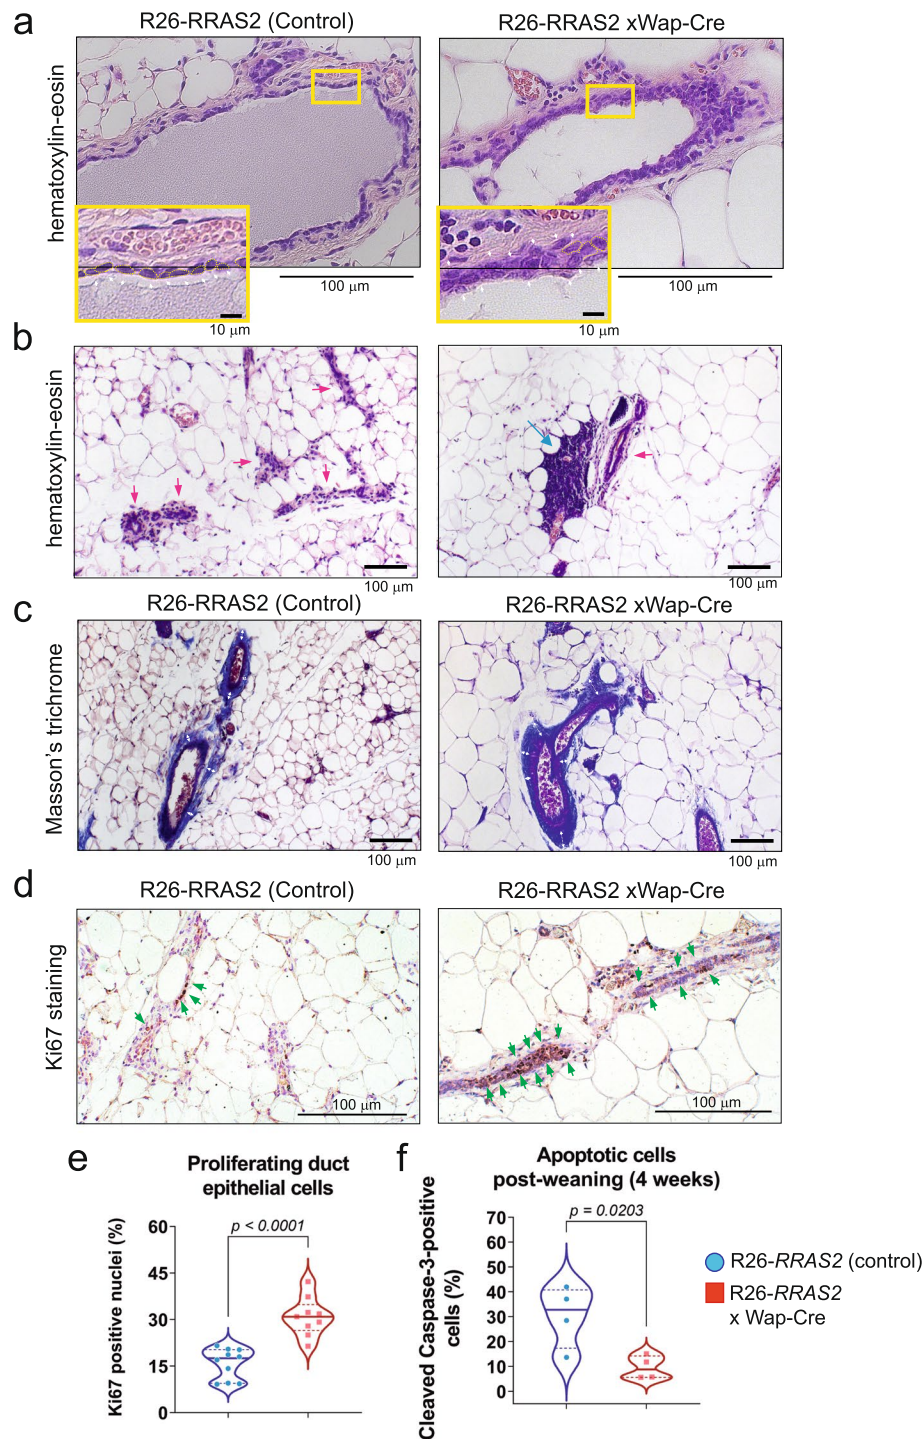 a
R26-RRAS2 (Control)
R26-RRAS2 xWap-Cre
hematoxylin-eosin
100 μm
10 μm
100 μm
10 μm
b
hematoxylin-eosin
100 μm
100 μm
c
R26-RRAS2 (Control)
R26-RRAS2 xWap-Cre
Masson's trichrome
100 μm
100 μm
d
R26-RRAS2 (Control)
R26-RRAS2 xWap-Cre
Ki67 staining
100 μm
100 μm
e
Proliferating duct
epithelial cells
p < 0.0001
Ki67 positive nuclei (%)
60
45
30
15
0
f
Apoptotic cells
post-weaning (4 weeks)
p = 0.0203
Cleaved Caspase-3-positive
cells (%)
70
60
50
40
30
20
10
0
R26-RRAS2 (control)
R26-RRAS2
x Wap-Cre